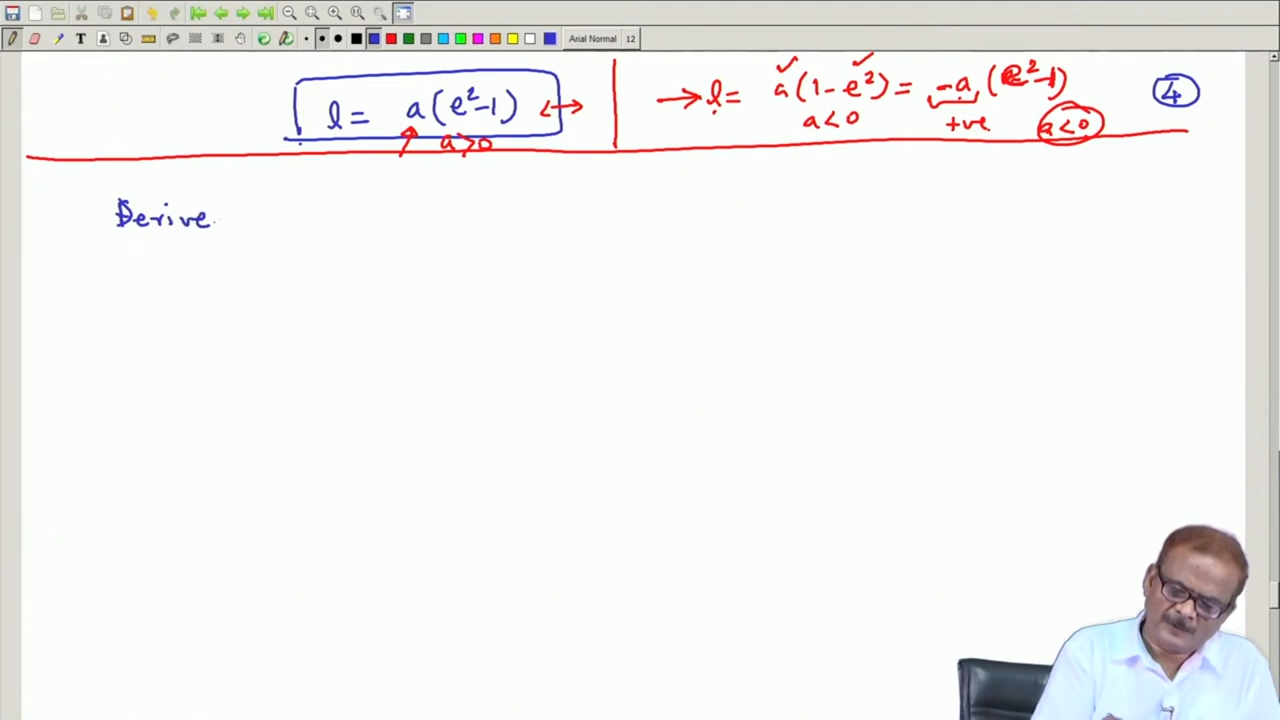 Arial Normal 12
l = a(e²-1) ↔
a>0
→ l = a(1-e²) = -a(e²-1)
a<0 +ve a<0
4
Derive